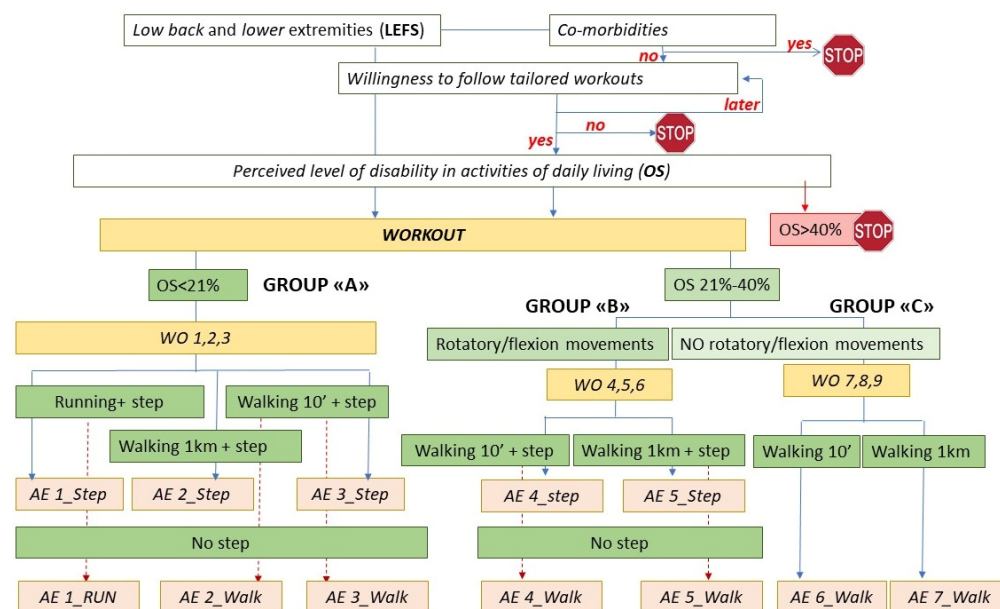 Low back and lower extremities (LEFS)
Co-morbidities
yes
STOP
no
Willingness to follow tailored workouts
later
no
STOP
yes
Perceived level of disability in activities of daily living (OS)
OS>40%
STOP
WORKOUT
OS<21%
GROUP «A»
OS 21%-40%
GROUP «B»
GROUP «C»
WO 1,2,3
Rotatory/flexion movements
NO rotatory/flexion movements
WO 4,5,6
WO 7,8,9
Running+ step
Walking 10’ + step
Walking 1km + step
Walking 10’ + step
Walking 1km + step
Walking 10’
Walking 1km
AE 1_Step
AE 2_Step
AE 3_Step
AE 4_step
AE 5_Step
No step
No step
AE 1_RUN
AE 2_Walk
AE 3_Walk
AE 4_Walk
AE 5_Walk
AE 6_Walk
AE 7_Walk